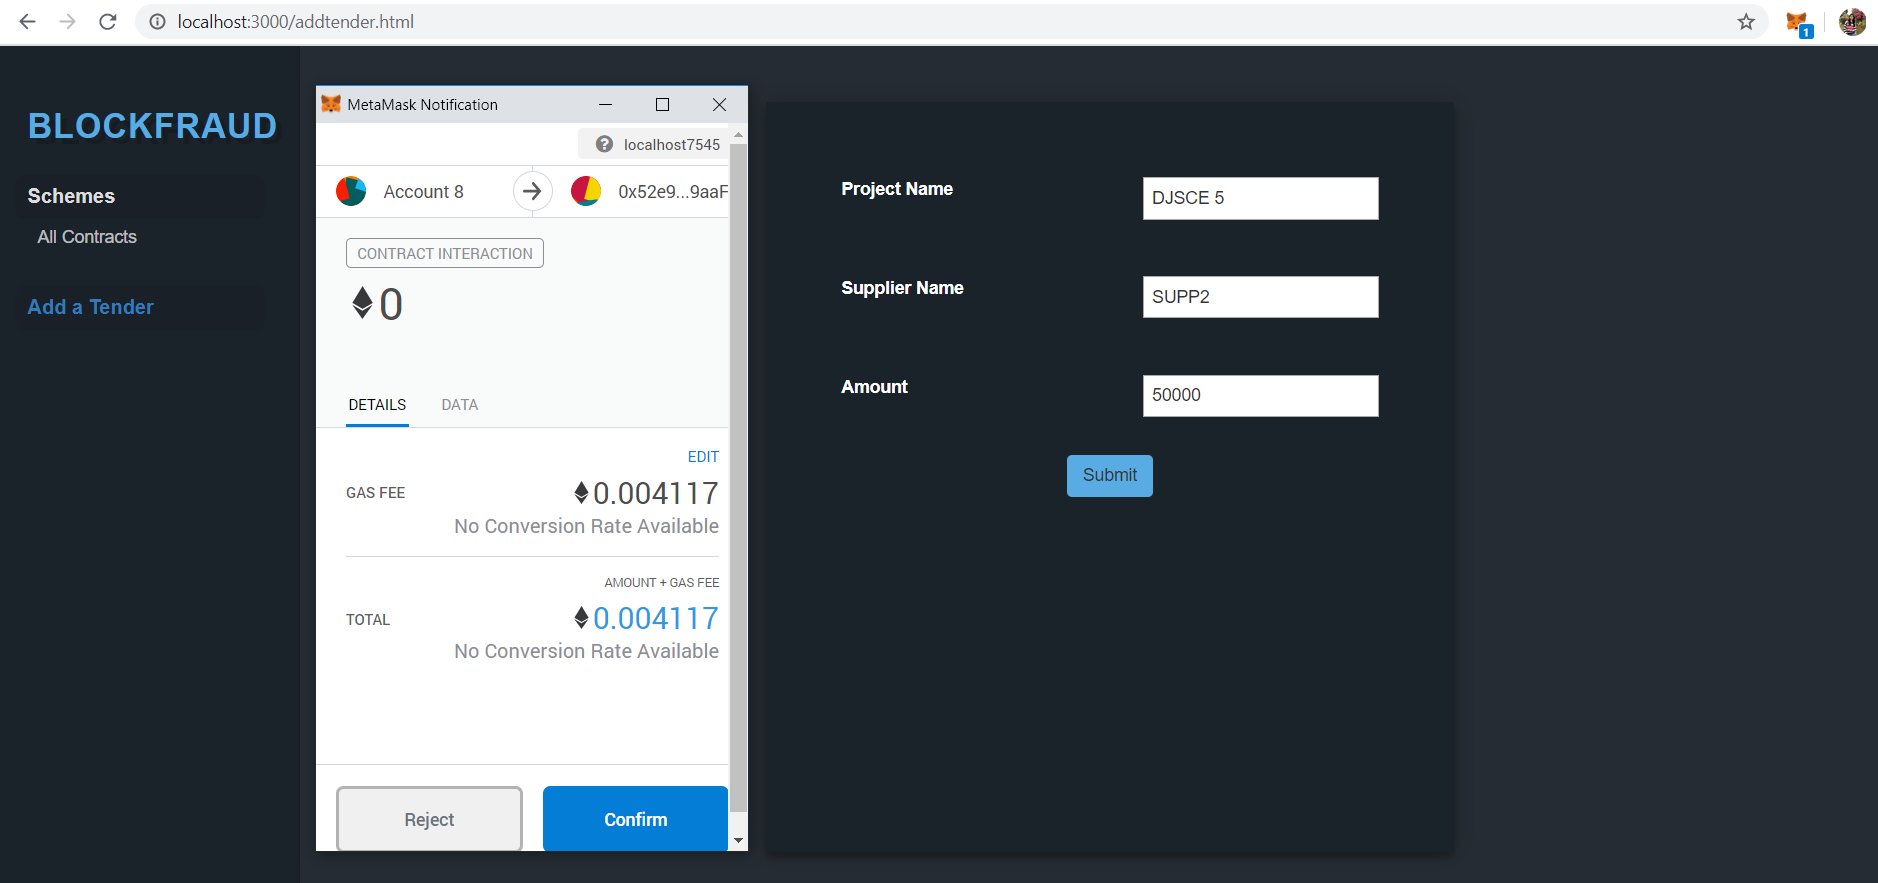 localhost:3000/addtender.html
1
BLOCKFRAUD
Schemes
All Contracts
Add a Tender
MetaMask Notification
localhost7545
Account 8
0x52e9...9aaF
CONTRACT INTERACTION
0
DETAILS DATA
EDIT
GAS FEE 0.004117
No Conversion Rate Available
AMOUNT + GAS FEE
TOTAL 0.004117
No Conversion Rate Available
Reject Confirm
Project Name DJSCE 5
Supplier Name SUPP2
Amount 50000
Submit